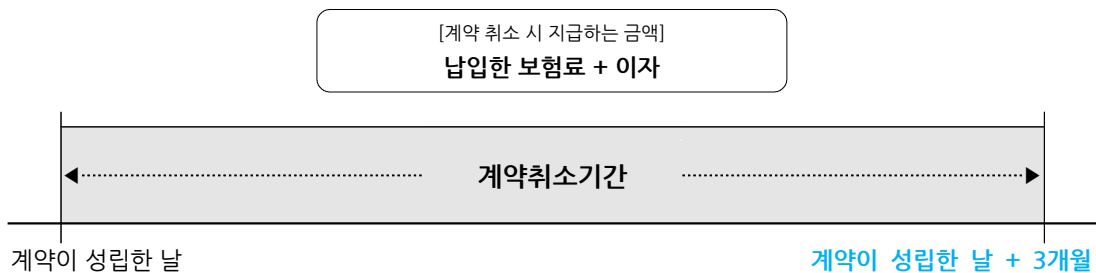 [계약 취소 시 지급하는 금액]
납입한 보험료 + 이자
계약취소기간
계약이 성립한 날
계약이 성립한 날 + 3개월